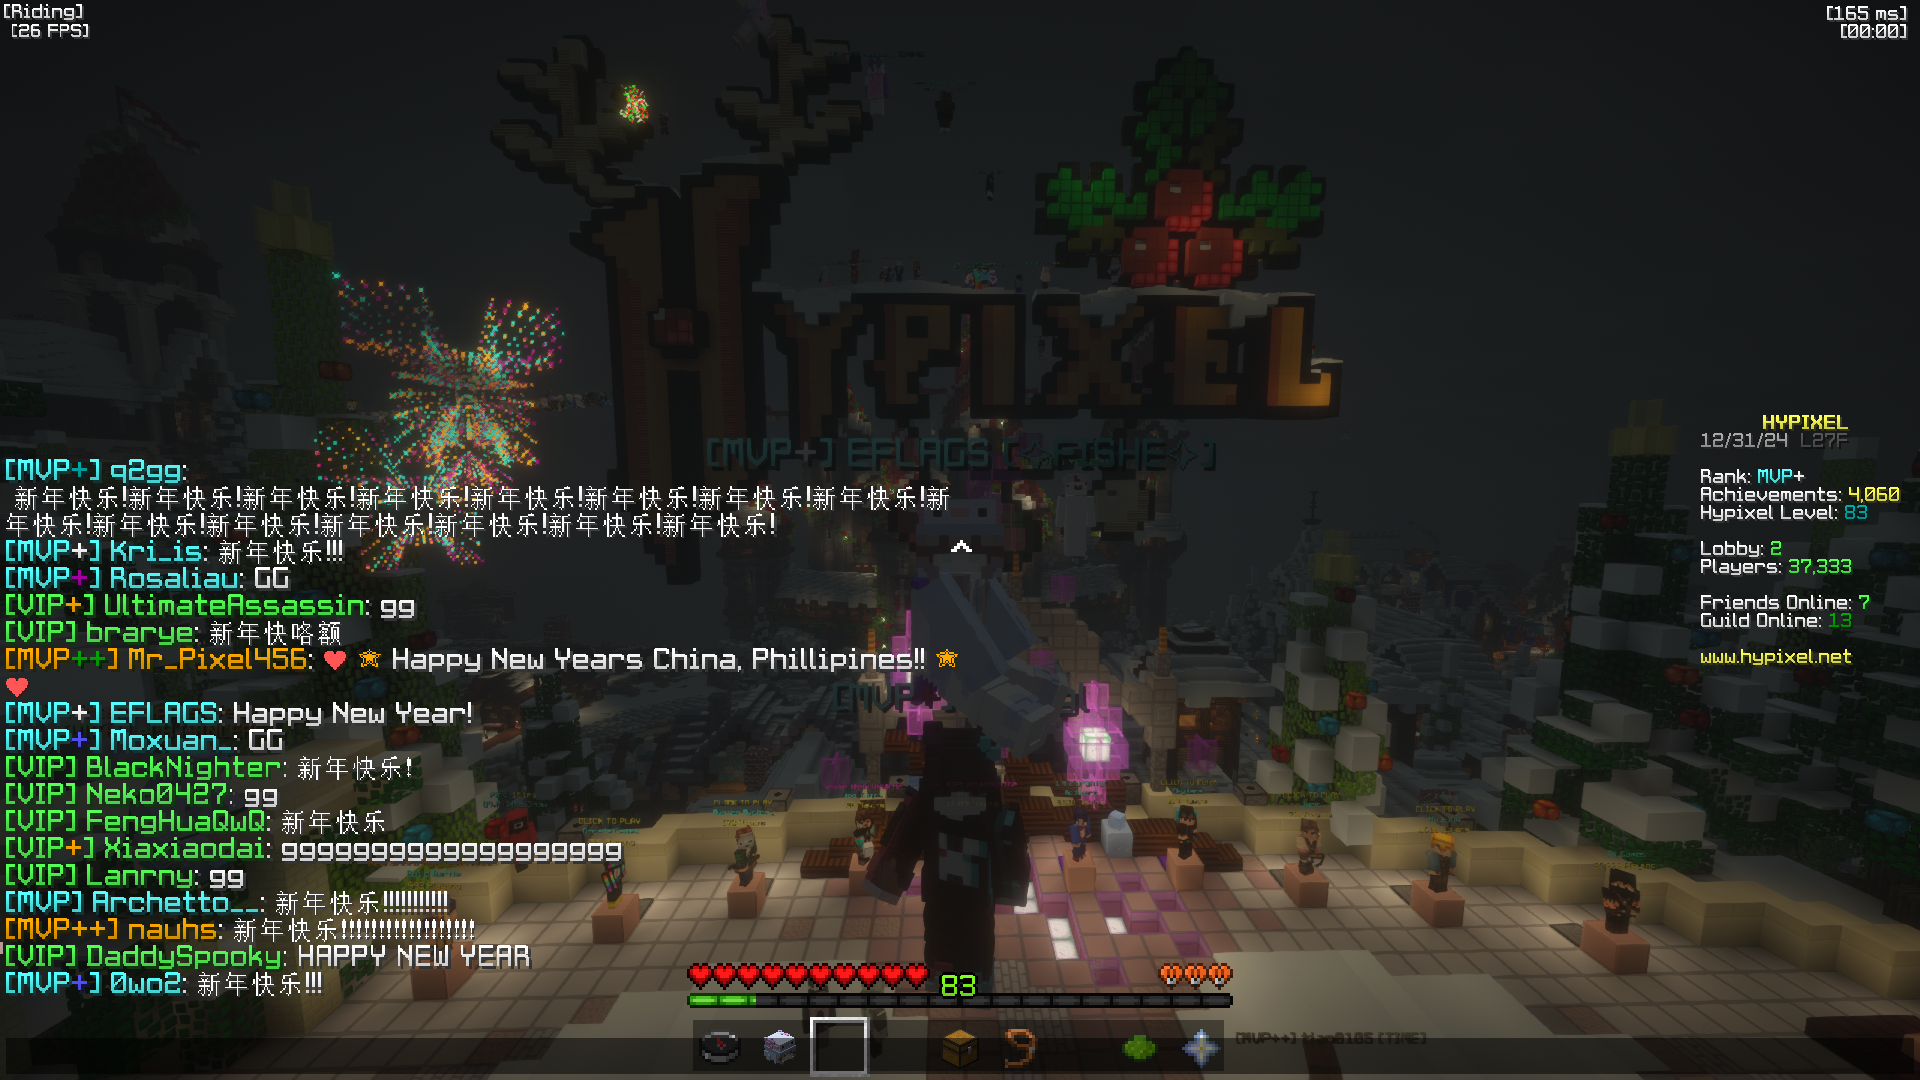 [Riding]
[26 FPS]
[165 ms]
[00:00]
HYPIXEL
[MVP+] EFLAGS
[MVP+] q2gg:
新年快乐!新年快乐!新年快乐!新年快乐!新年快乐!新年快乐!新年快乐!新年快乐!新
年快乐!新年快乐!新年快乐!新年快乐!新年快乐!新年快乐!新年快乐!
[MVP+] Kri_is: 新年快乐!!!
[MVP+] Rosaliau: GG
[VIP+] UltimateAssassin: gg
[VIP] brarye: 新年快咯额
[MVP++] Mr_Pixel456: ❤ ✯ Happy New Years China, Phillipines!! ✯
❤
[MVP+] EFLAGS: Happy New Year!
[MVP+] Moxuan_: GG
[VIP] BlackNighter: 新年快乐!
[VIP] Neko0427: gg
[VIP] FengHuaQwQ: 新年快乐
[VIP+] Xiaxiaodai: ggggggggggggggggggg
[VIP] Lanrny: gg
[MVP] Archetto__: 新年快乐!!!!!!!!!!
[MVP++] nauhs: 新年快乐!!!!!!!!!!!!!!!!!!!!
[VIP] DaddySpooky: HAPPY NEW YEAR
[MVP+] 0wo2: 新年快乐!!!
83
HYPIXEL
12/31/24 L27F
Rank: MVP+
Achievements: 4,060
Hypixel Level: 83
Lobby: 2
Players: 37,333
Friends Online: 7
Guild Online: 13
www.hypixel.net